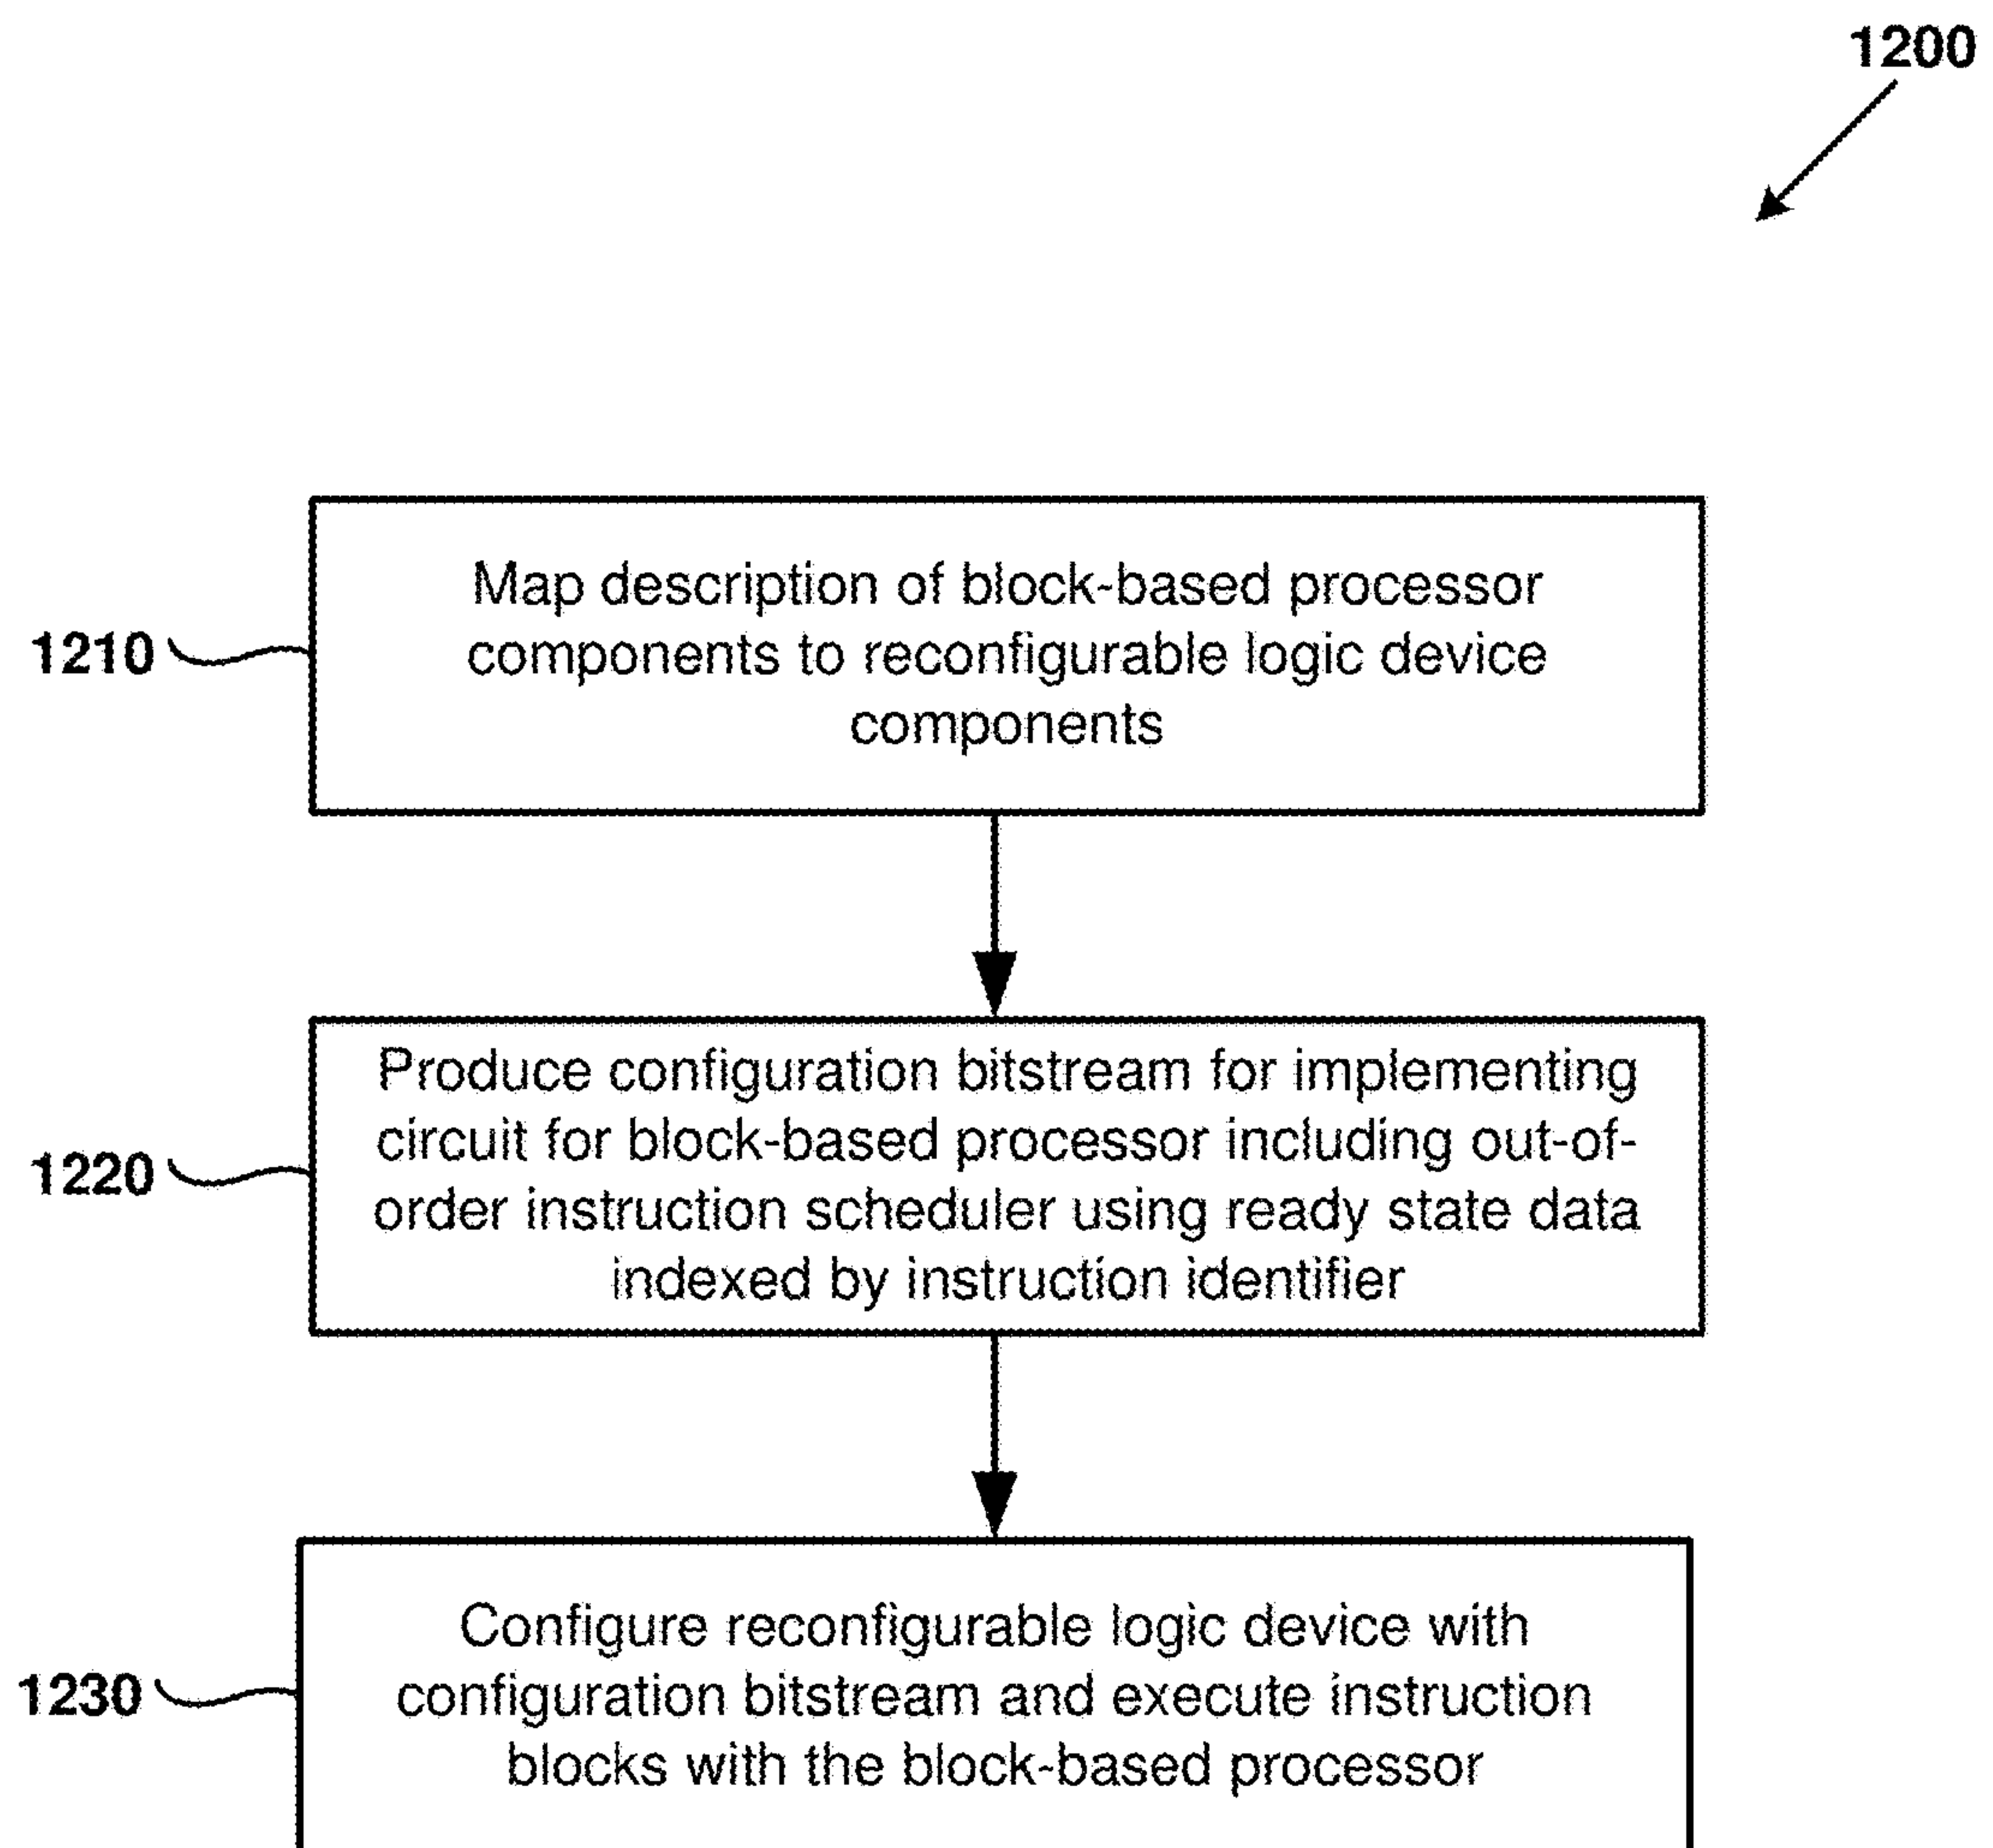 1200
Map description of block-based processor
1210
components to reconfigurable logic device
components
Produce configuration bitstream for implementing
circuit for block-based processor including out-of-
1220
order instruction scheduler using ready state data
indexed by instruction identifier
Configure reconfigurable logic device with
1230
configuration bitstream and execute instruction
blocks with the block-based processor